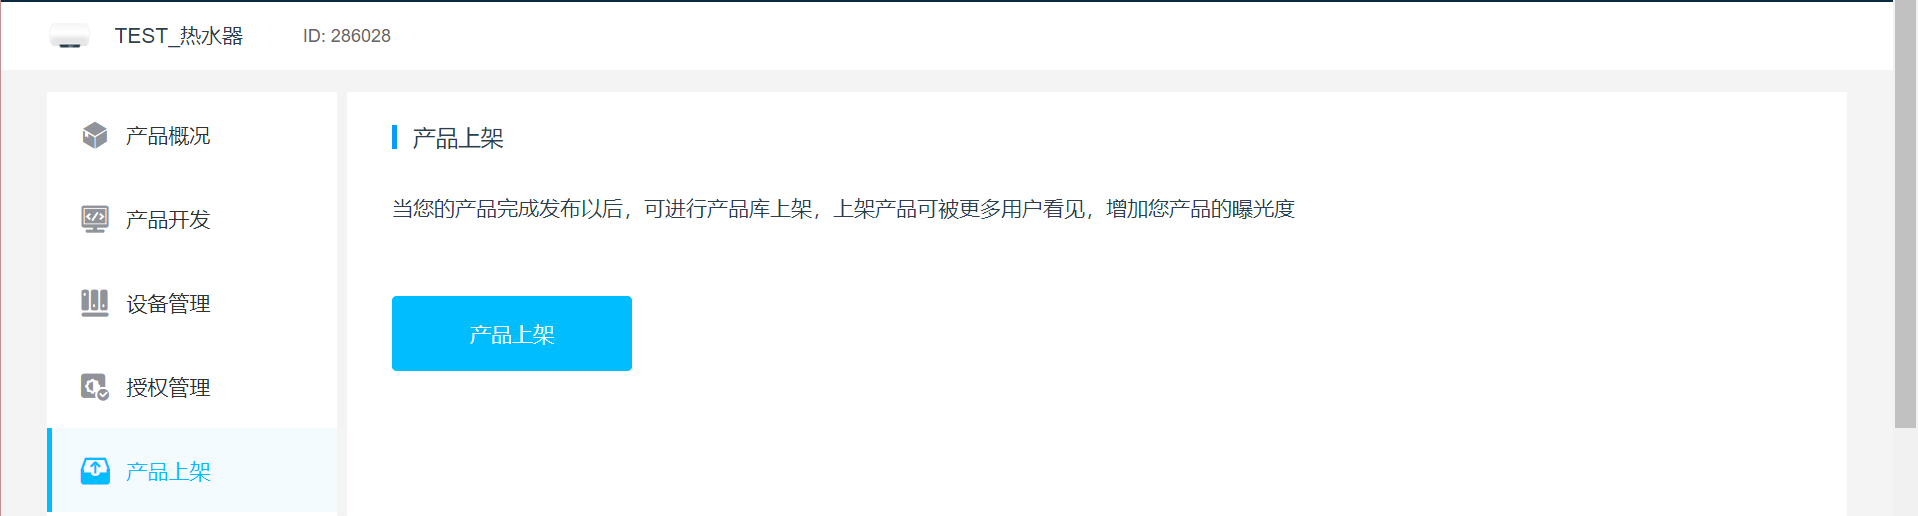 TEST_热水器 ID: 286028
产品概况
产品开发
设备管理
授权管理
产品上架
产品上架
当您的产品完成发布以后，可进行产品库上架，上架产品可被更多用户看见，增加您产品的曝光度
产品上架